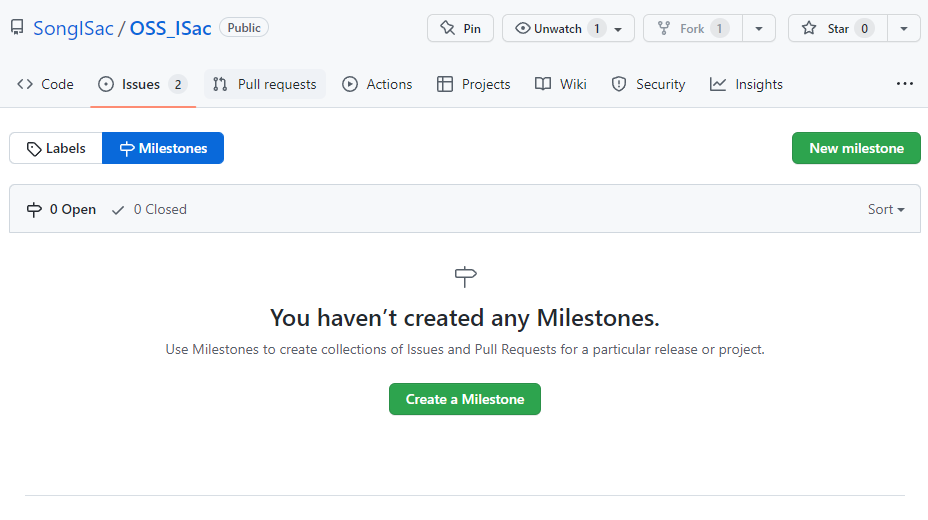 SongISac / OSS_ISac Public Pin Unwatch 1 Fork 1 Star 0
Code Issues 2 Pull requests Actions Projects Wiki Security Insights ...
Labels Milestones New milestone
0 Open 0 Closed Sort
You haven’t created any Milestones.
Use Milestones to create collections of Issues and Pull Requests for a particular release or project.
Create a Milestone